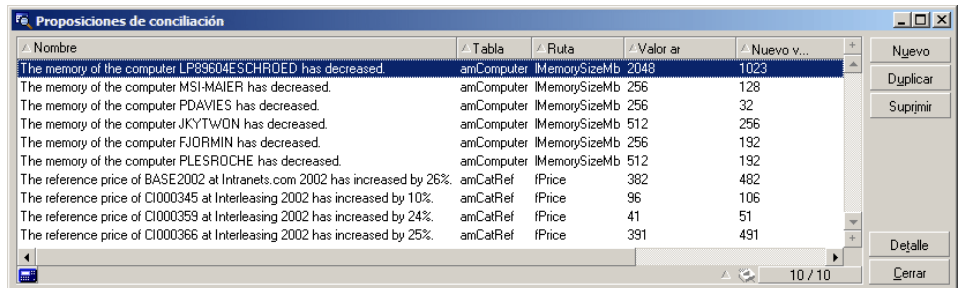 Proposiciones de conciliación
Nombre Tabla Ruta Valor ar Nuevo v...
The memory of the computer LP89604ESCHROED has decreased. amComputer lMemorySizeMb 2048 1023
The memory of the computer MSI-MAIER has decreased. amComputer lMemorySizeMb 256 128
The memory of the computer PDAVIES has decreased. amComputer lMemorySizeMb 256 32
The memory of the computer JKYTWON has decreased. amComputer lMemorySizeMb 512 256
The memory of the computer FJORMIN has decreased. amComputer lMemorySizeMb 256 192
The memory of the computer PLESROCHE has decreased. amComputer lMemorySizeMb 512 192
The reference price of BASE2002 at Intranets.com 2002 has increased by 26%. amCatRef fPrice 382 482
The reference price of CI000345 at Interleasing 2002 has increased by 10%. amCatRef fPrice 96 106
The reference price of CI000359 at Interleasing 2002 has increased by 24%. amCatRef fPrice 41 51
The reference price of CI000366 at Interleasing 2002 has increased by 25%. amCatRef fPrice 391 491
10 / 10
Nuevo
Duplicar
Suprimir
Detalle
Cerrar